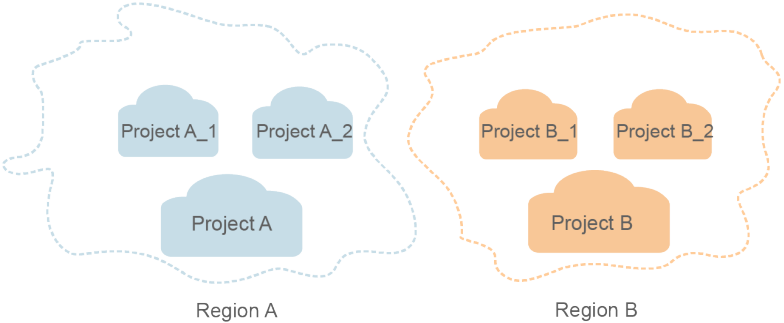 Project A_1
Project A_2
Project A
Region A
Project B_1
Project B_2
Project B
Region B